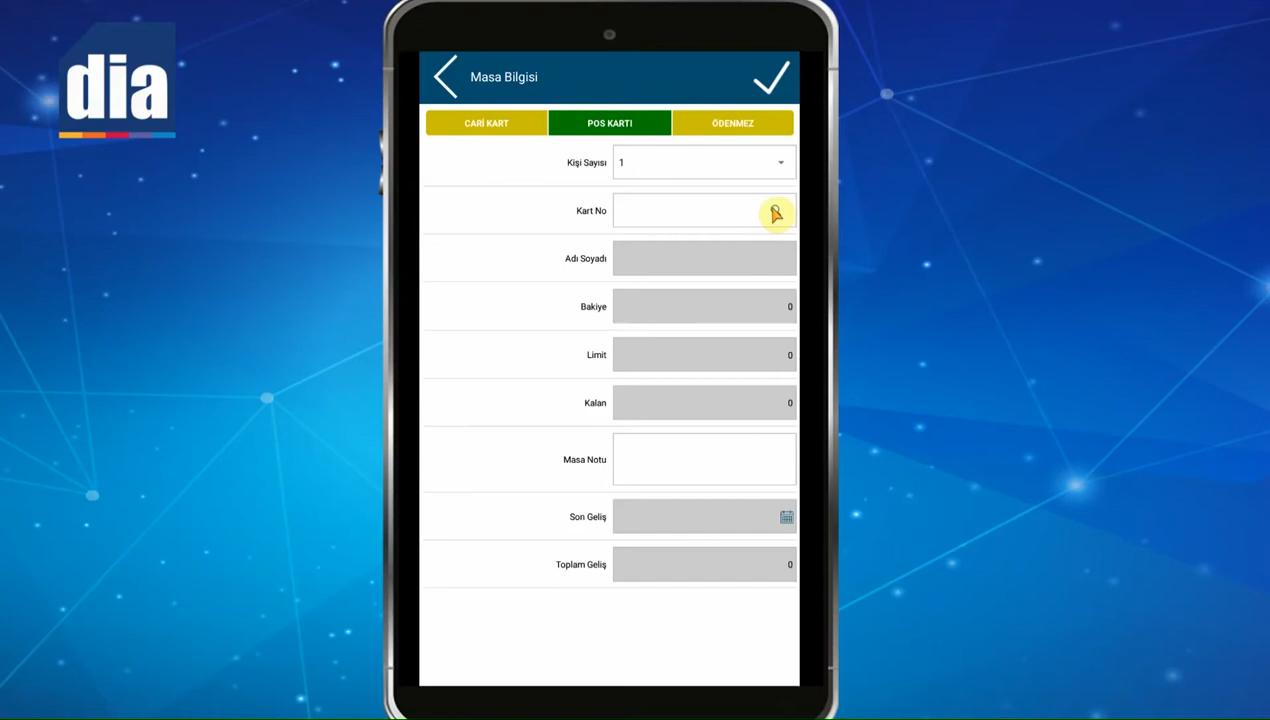 dia
Masa Bilgisi
CARİ KART
POS KARTI
ÖDENMEZ
Kişi Sayısı 1
Kart No
Adı Soyadı
Bakiye 0
Limit 0
Kalan 0
Masa Notu
Son Geliş
Toplam Geliş 0